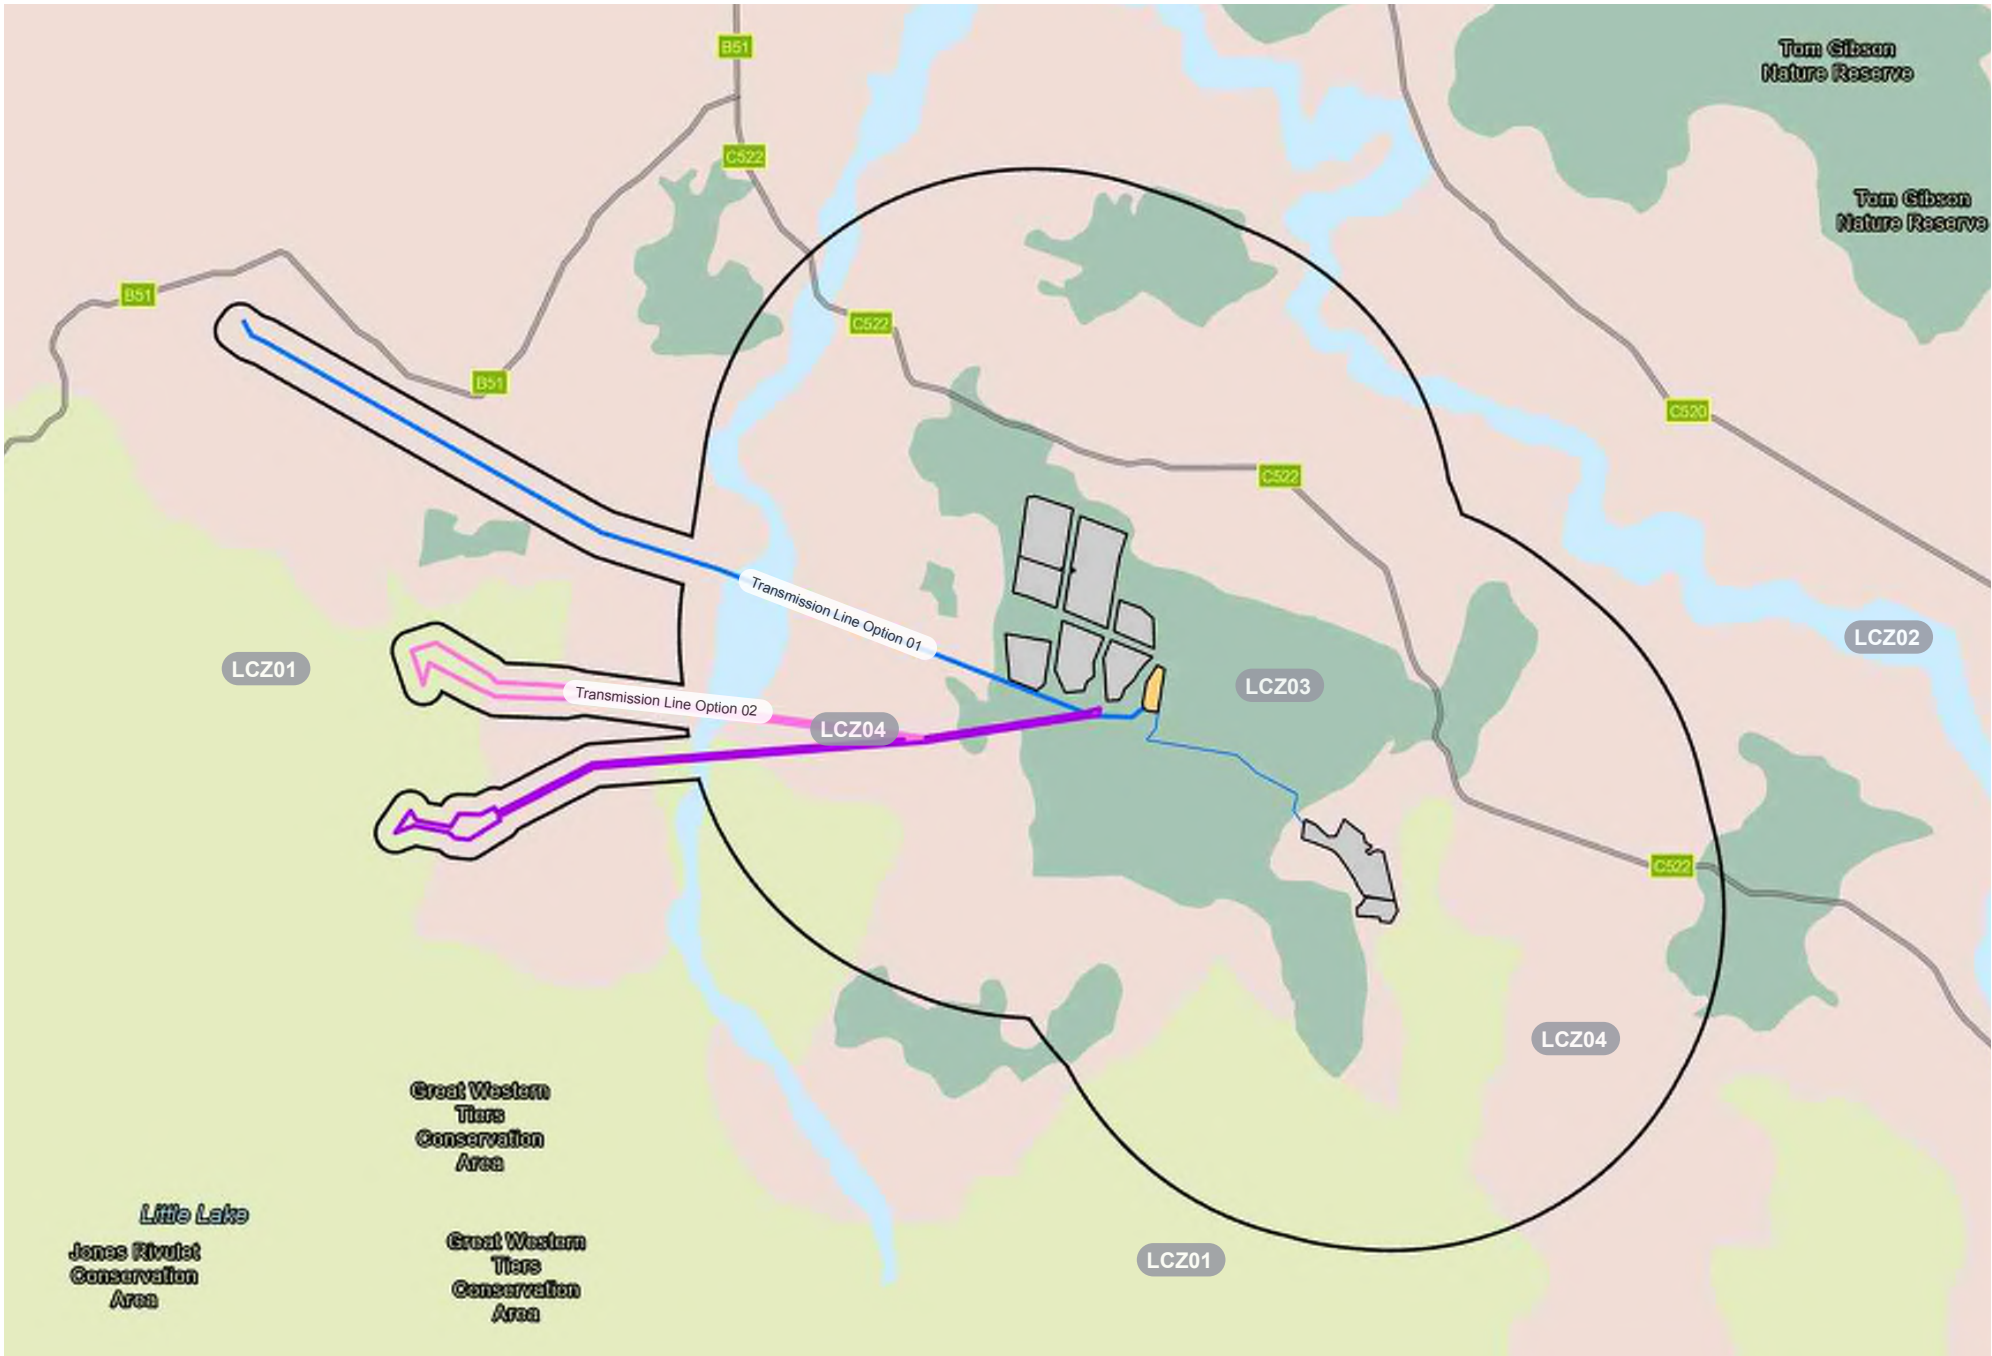 B51
Tom Gibson
Nature Reserve
C522
Tom Gibson
Nature Reserve
B51
C522
B51
C520
C522
Transmission Line Option 01
LCZ02
LCZ01
LCZ03
Transmission Line Option 02
LCZ04
C522
LCZ04
Great Western
Tiers
Conservation
Area
Little Lake
Jones Rivulet
Conservation
Area
Great Western
Tiers
Conservation
Area
LCZ01